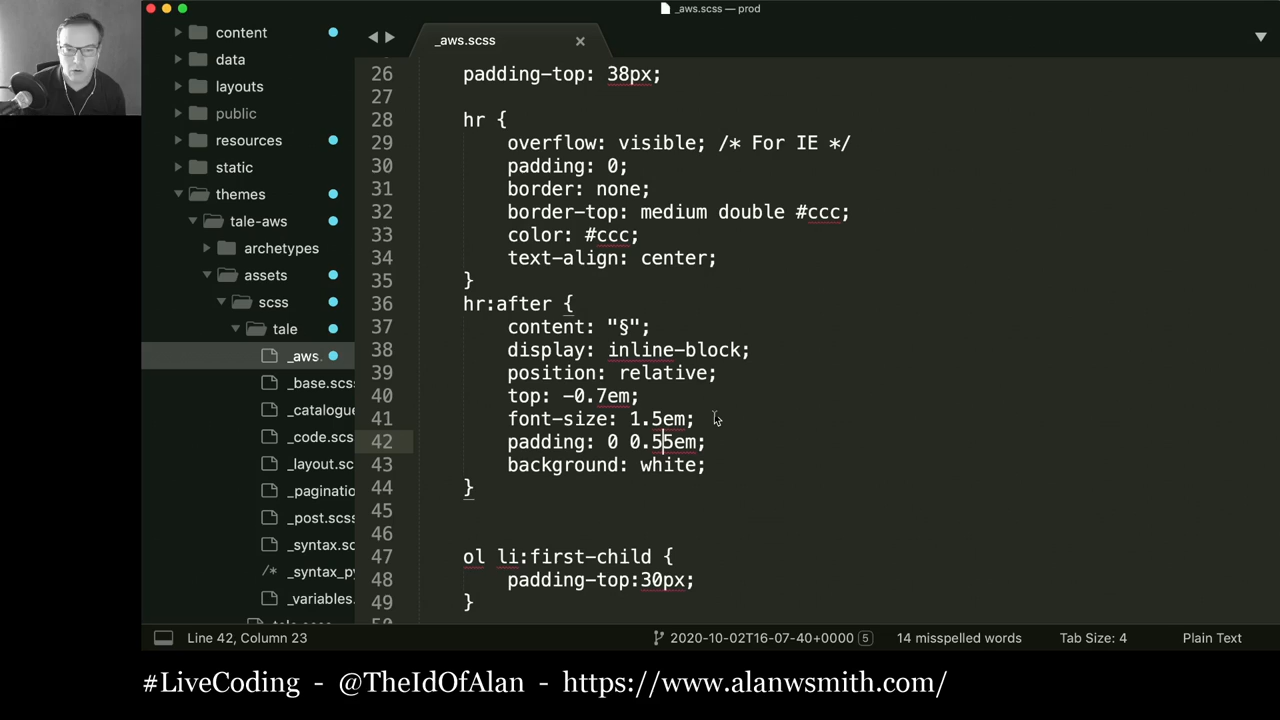 _aws.scss — prod
content
data
layouts
public
resources
static
themes
tale-aws
archetypes
assets
scss
tale
_aws.
_base.scss
_catalogue
_code.scs
_layout.sc
_paginatio
_post.scss
_syntax.sc
_syntax_py
_variables.
_aws.scss
26 padding-top: 38px;
27
28 hr {
29 overflow: visible; /* For IE */
30 padding: 0;
31 border: none;
32 border-top: medium double #ccc;
33 color: #ccc;
34 text-align: center;
35 }
36 hr:after {
37 content: "§";
38 display: inline-block;
39 position: relative;
40 top: -0.7em;
41 font-size: 1.5em;
42 padding: 0 0.55em;
43 background: white;
44 }
45
46
47 ol li:first-child {
48 padding-top:30px;
49 }
Line 42, Column 23
2020-10-02T16-07-40+0000 5
14 misspelled words
Tab Size: 4
Plain Text
#LiveCoding - @TheIdOfAlan - https://www.alanwsmith.com/